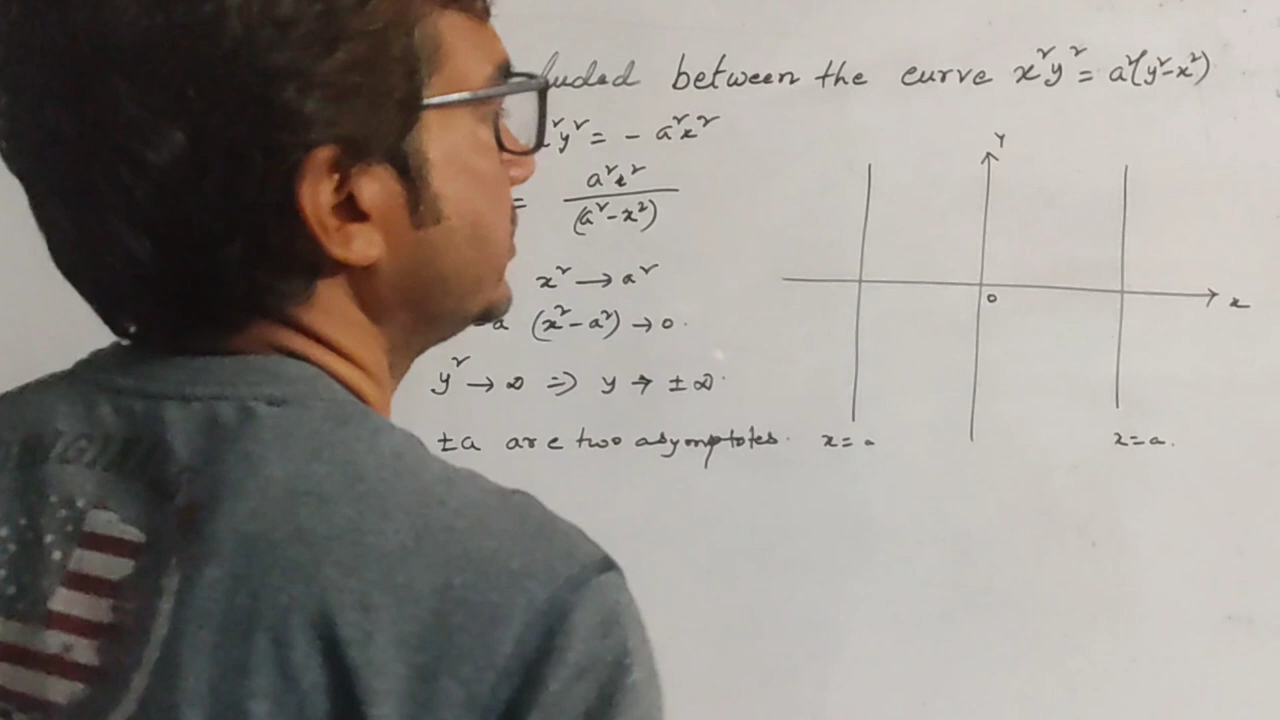 between the curve x²y² = a²(y²-x²)
y² = - a²x²
= a²x² / (a²-x²)
x² → a²
(x²-a²) → 0.
y² → ∞ => y → ± ∞.
±a are two asymptotes.
Y
0
x
x = a.